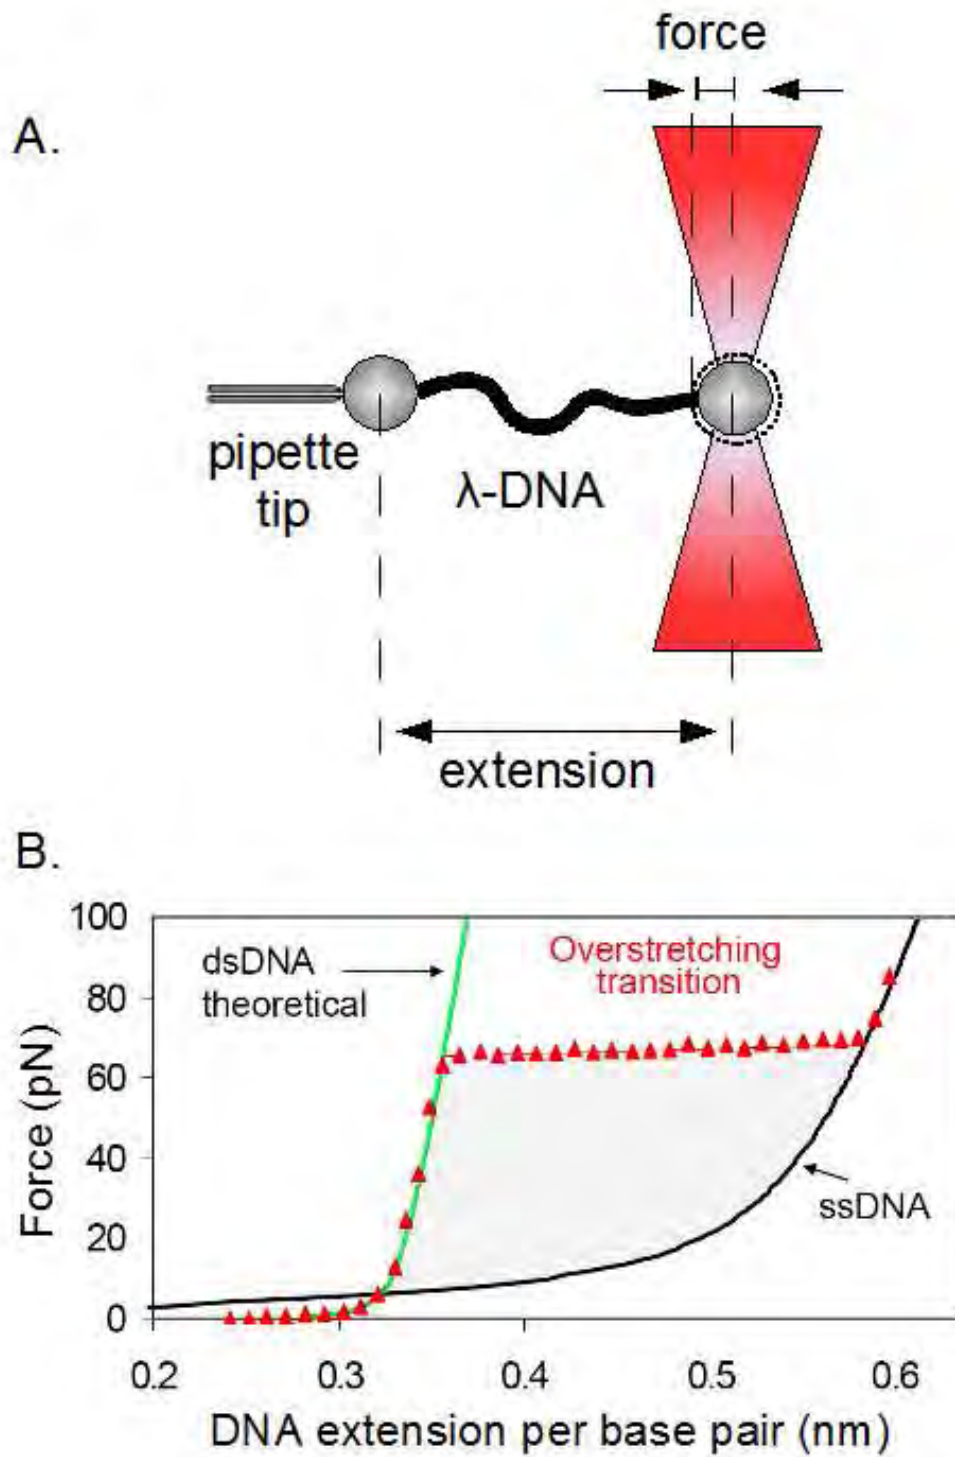 force
A.
pipette
tip
λ-DNA
extension
B.
100
80
60
40
20
0
Force (pN)
dsDNA
theoretical
Overstretching
transition
ssDNA
0.2
0.3
0.4
0.5
0.6
DNA extension per base pair (nm)